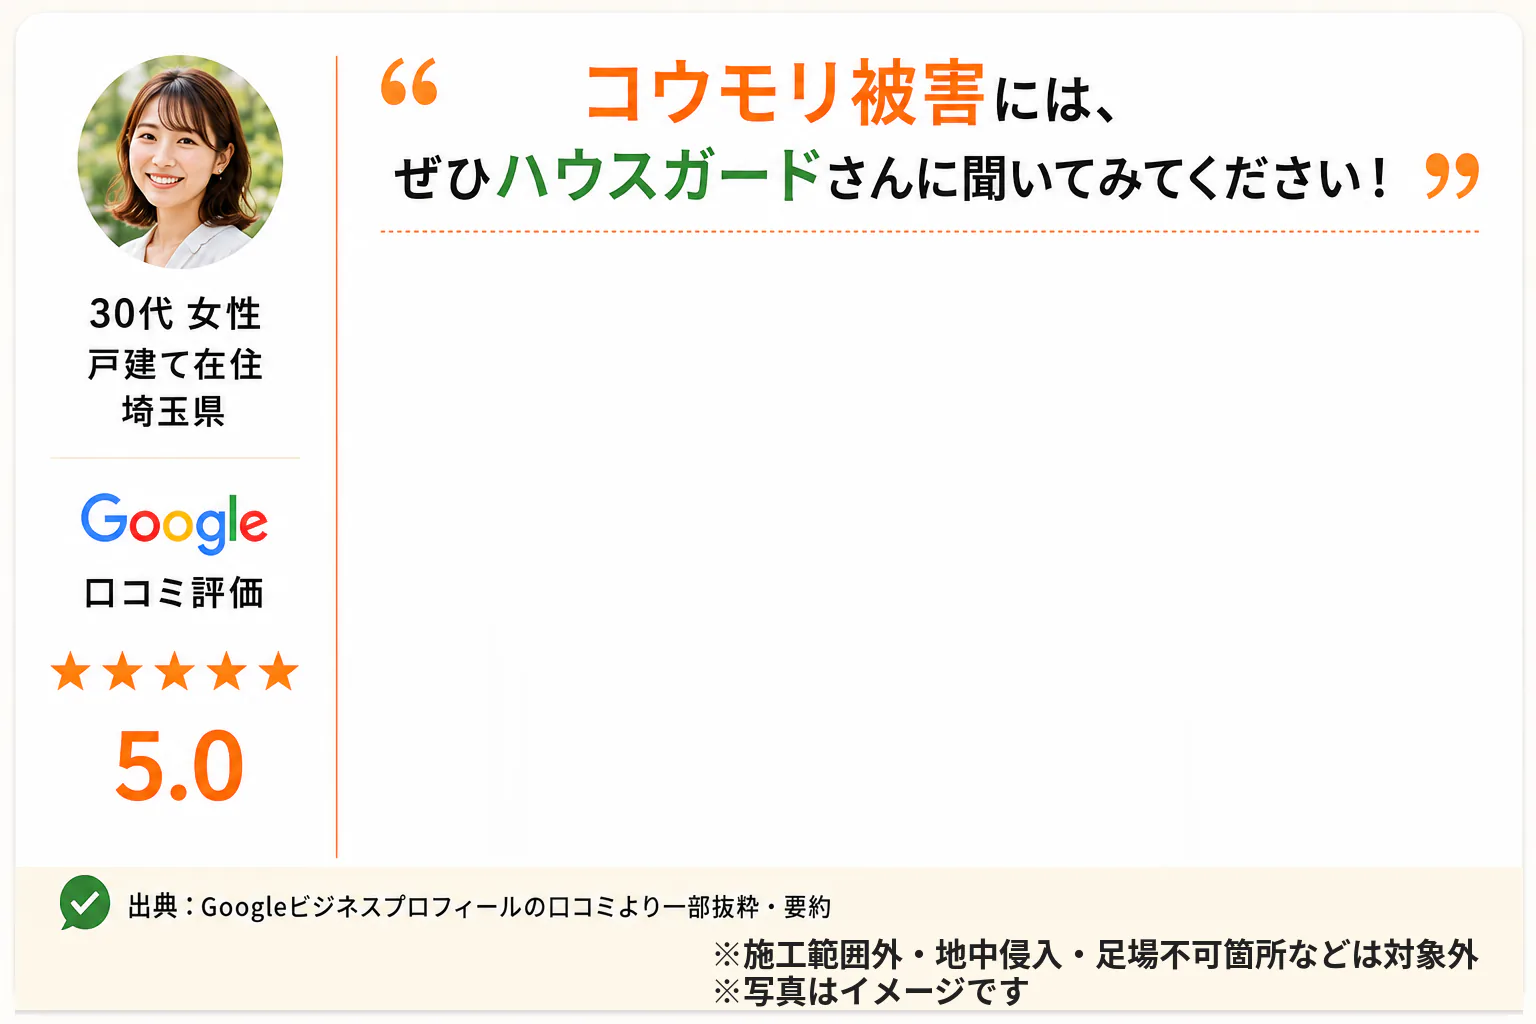 “ コウモリ被害には、
ぜひハウスガードさんに聞いてみてください！ ”
30代 女性
戸建て在住
埼玉県
Google
口コミ評価
★★★★★
5.0
出典：Googleビジネスプロフィールの口コミより一部抜粋・要約
※施工範囲外・地中侵入・足場不可箇所などは対象外
※写真はイメージです